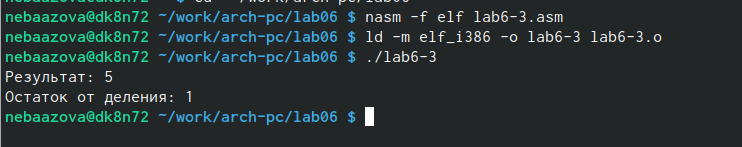 nebaazova@dk8n72 ~/work/arch-pc/lab06 $ nasm -f elf lab6-3.asm
nebaazova@dk8n72 ~/work/arch-pc/lab06 $ ld -m elf_i386 -o lab6-3 lab6-3.o
nebaazova@dk8n72 ~/work/arch-pc/lab06 $ ./lab6-3
Результат: 5
Остаток от деления: 1
nebaazova@dk8n72 ~/work/arch-pc/lab06 $